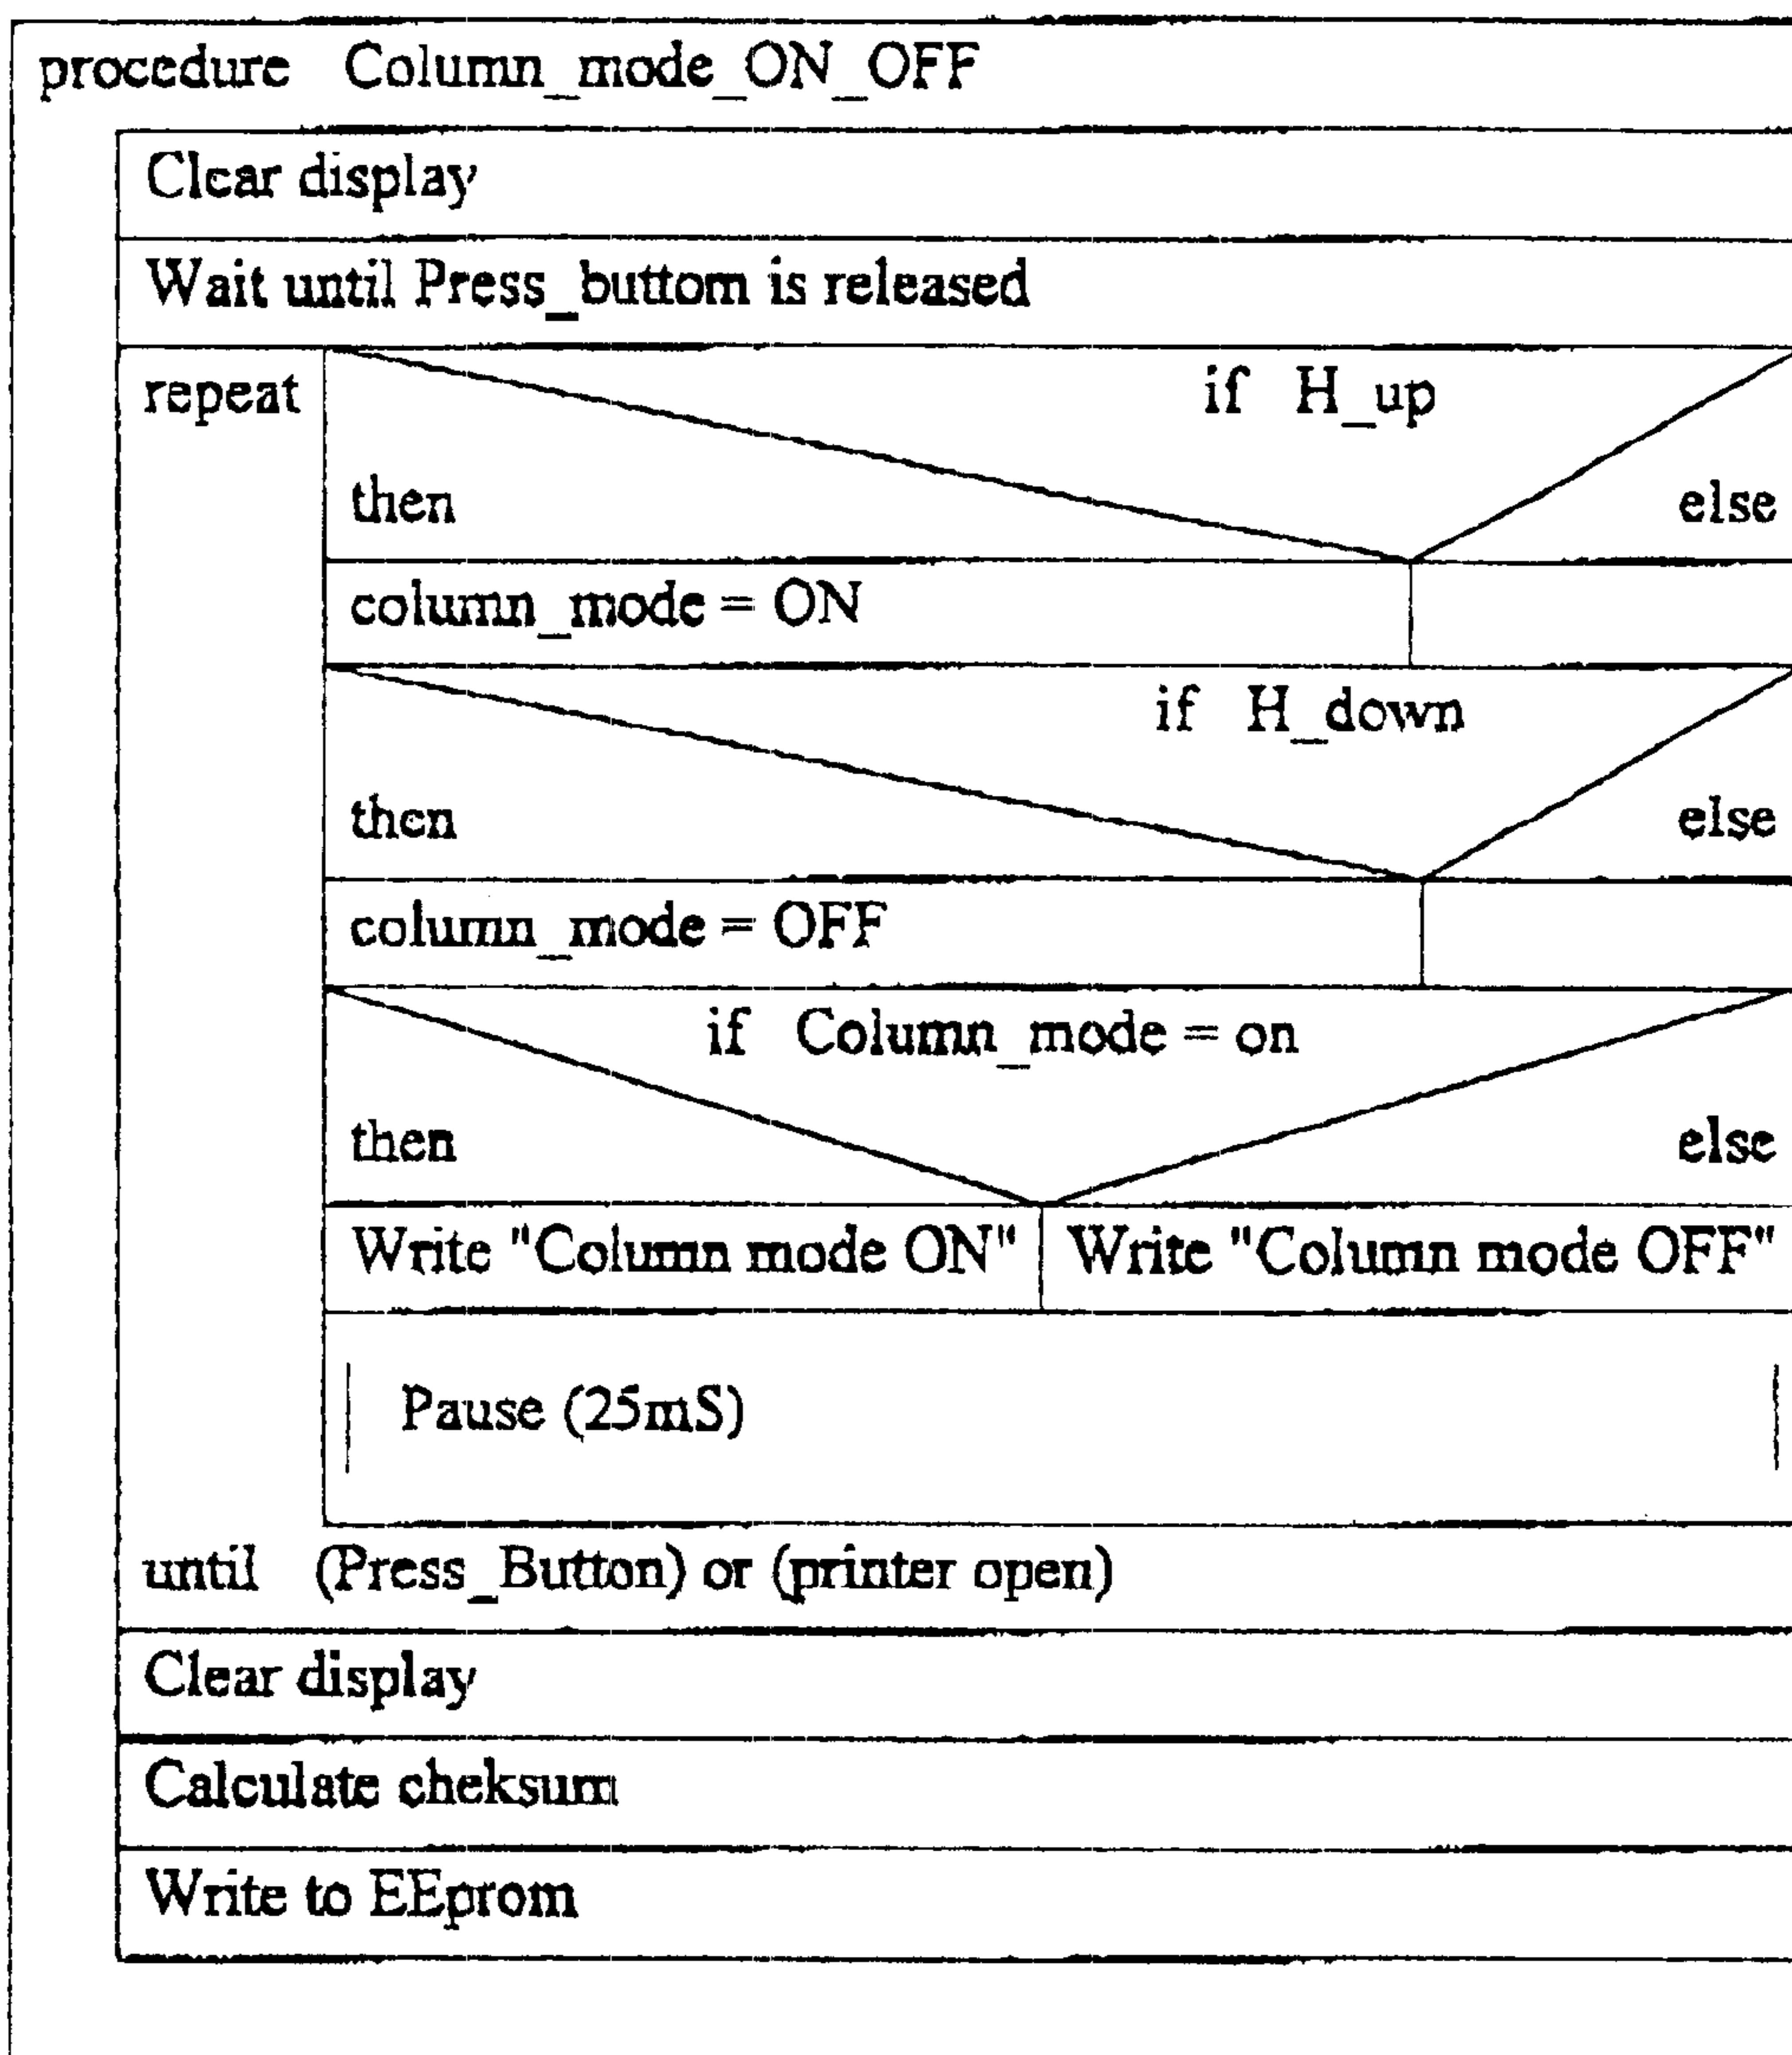 procedure Column_mode_ON_OFF
Clear display
Wait until Press_buttom is released
repeat if H_up
then else
column_mode = ON
if H_down
then else
column_mode = OFF
if Column_mode = on
then else
Write "Column mode ON" Write "Column mode OFF"
Pause (25mS)
until (Press_Button) or (printer open)
Clear display
Calculate cheksum
Write to EEprom